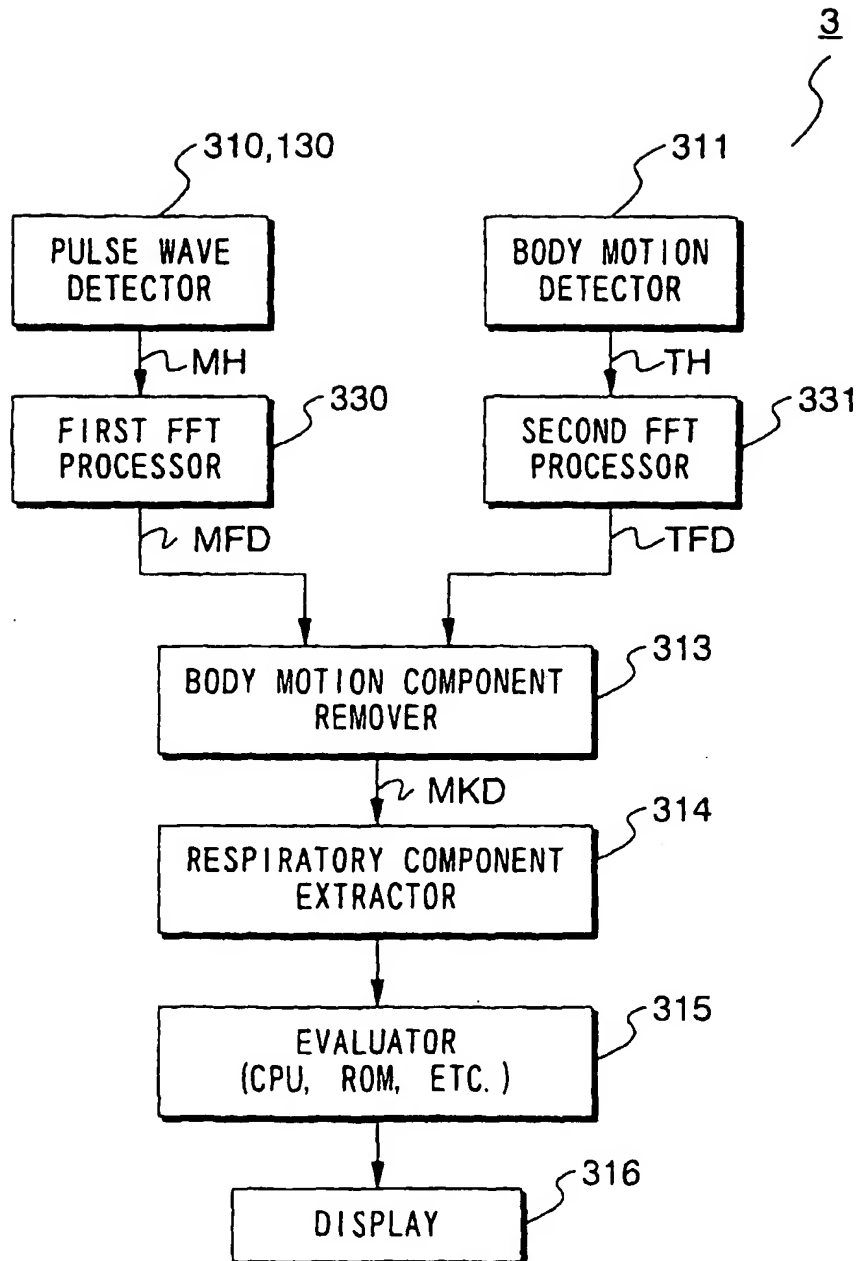 3
310,130
311
PULSE WAVE
DETECTOR
BODY MOTION
DETECTOR
MH
TH
330
331
FIRST FFT
PROCESSOR
SECOND FFT
PROCESSOR
MFD
TFD
313
BODY MOTION COMPONENT
REMOVER
MKD
314
RESPIRATORY COMPONENT
EXTRACTOR
315
EVALUATOR
(CPU, ROM, ETC.)
316
DISPLAY